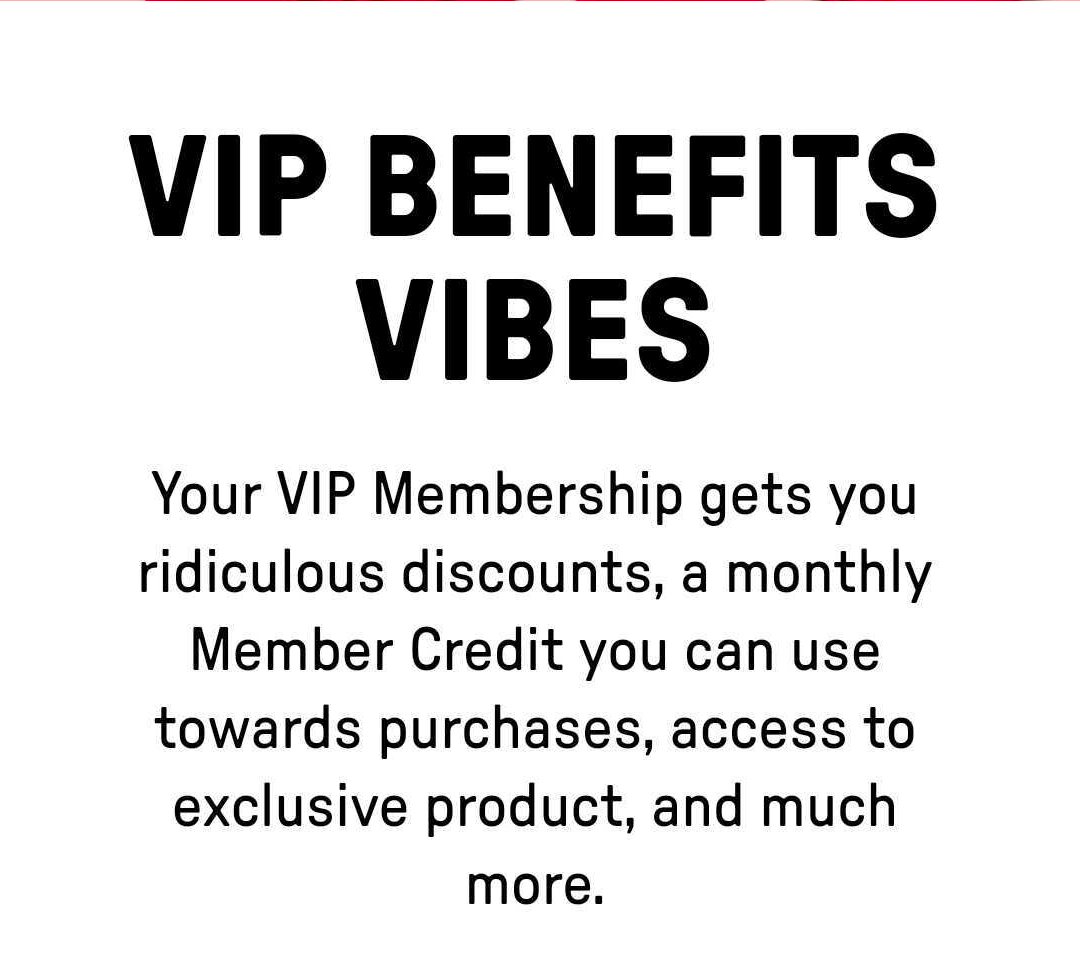 VIP BENEFITS
VIBES
Your VIP Membership gets you
ridiculous discounts, a monthly
Member Credit you can use
towards purchases, access to
exclusive product, and much
more.